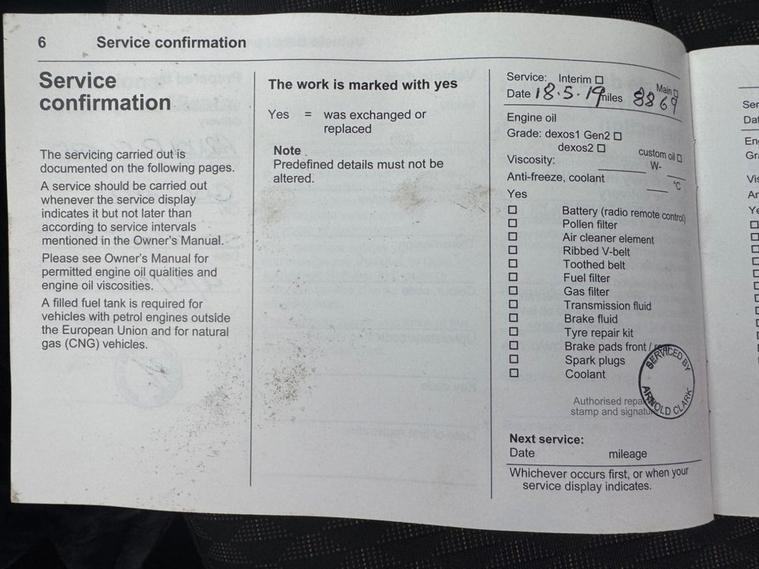 6 Service confirmation
Service
confirmation
The servicing carried out is
documented on the following pages.
A service should be carried out
whenever the service display
indicates it but not later than
according to service intervals
mentioned in the Owner's Manual.
Please see Owner's Manual for
permitted engine oil qualities and
engine oil viscosities.
A filled fuel tank is required for
vehicles with petrol engines outside
the European Union and for natural
gas (CNG) vehicles.
The work is marked with yes
Yes = was exchanged or
replaced
Note
Predefined details must not be
altered.
Service: Interim ☐ Main ☐
Date 18.5.19 miles 8869
Engine oil
Grade: dexos1 Gen2 ☐
dexos2 ☐ custom oil ☐
Viscosity: W-
Anti-freeze, coolant °C
Yes
☐ Battery (radio remote control)
☐ Pollen filter
☐ Air cleaner element
☐ Ribbed V-belt
☐ Toothed belt
☐ Fuel filter
☐ Gas filter
☐ Transmission fluid
☐ Brake fluid
☐ Tyre repair kit
☐ Brake pads front /
☐ Spark plugs
☐ Coolant
SERVICED BY
ARNOLD CLARK
Authorised
stamp and
Next service:
Date mileage
Whichever occurs first, or when your
service display indicates.